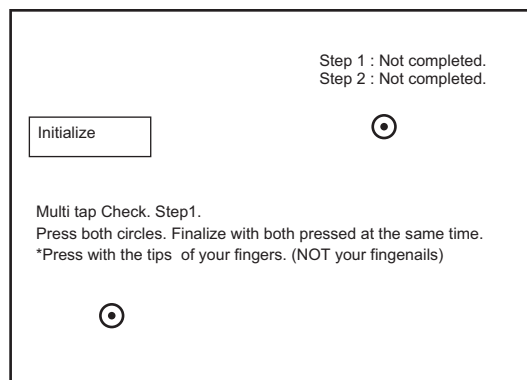 Step 1 : Not completed.
Step 2 : Not completed.
Initialize
Multi tap Check. Step1.
Press both circles. Finalize with both pressed at the same time.
*Press with the tips  of your fingers. (NOT your fingenails)